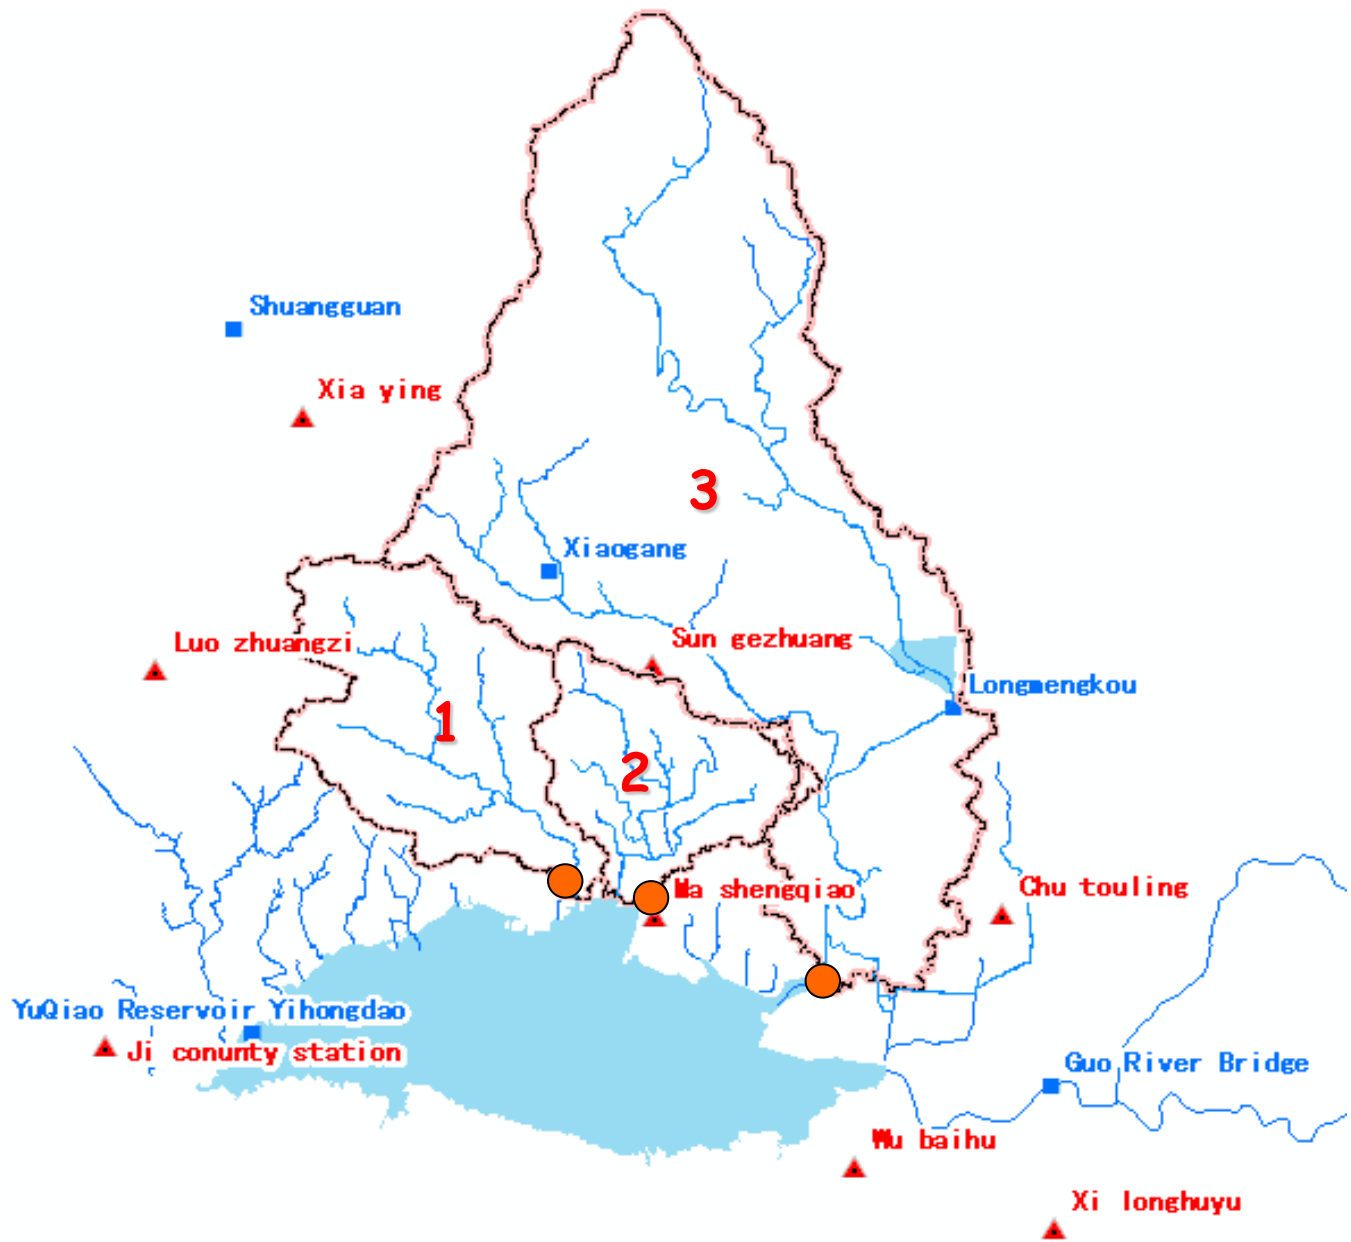 Shuangguan
Xia ying
3
Xiaogang
Luo zhuangzi
Sun gezhuang
Longmengkou
1
2
Ma shengqiao
Chu touling
YuQiao Reservoir Yihongdao
Ji conunty station
Guo River Bridge
Wu baihu
Xi longhuyu